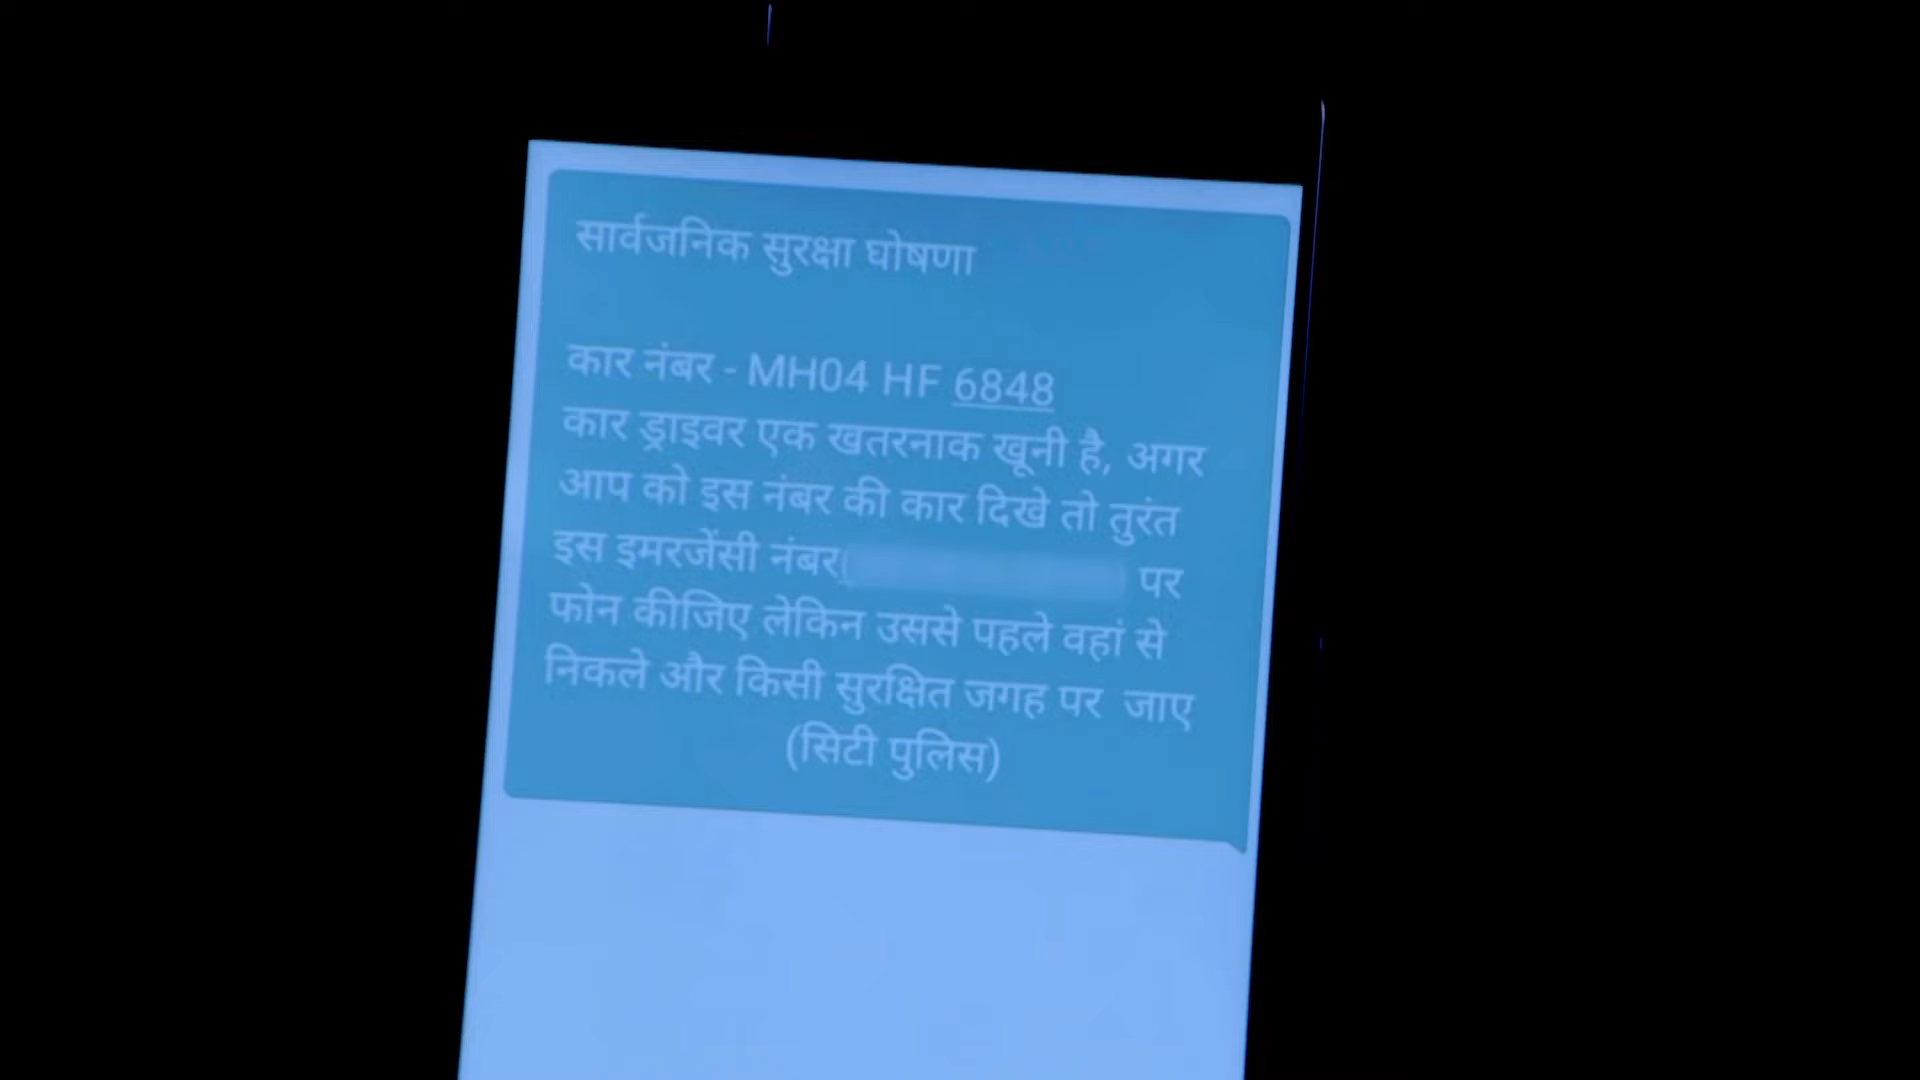 सार्वजनिक सुरक्षा घोषणा
कार नंबर - MH04 HF 6848
कार ड्राइवर एक खतरनाक खूनी है, अगर
आप को इस नंबर की कार दिखे तो तुरंत
इस इमरजेंसी नंबर( पर
फोन कीजिए लेकिन उससे पहले वहां से
निकले और किसी सुरक्षित जगह पर जाए
(सिटी पुलिस)